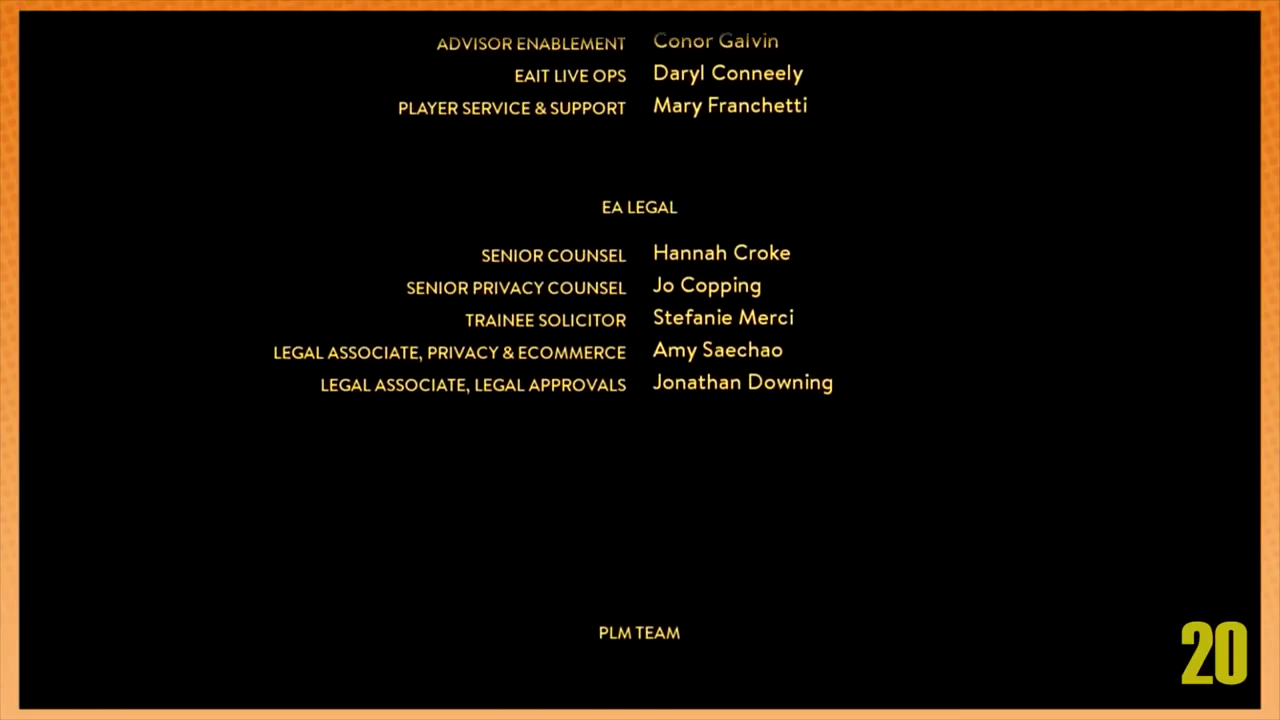 ADVISOR ENABLEMENT Conor Galvin
EAIT LIVE OPS Daryl Conneely
PLAYER SERVICE & SUPPORT Mary Franchetti
EA LEGAL
SENIOR COUNSEL Hannah Croke
SENIOR PRIVACY COUNSEL Jo Copping
TRAINEE SOLICITOR Stefanie Merci
LEGAL ASSOCIATE, PRIVACY & ECOMMERCE Amy Saechao
LEGAL ASSOCIATE, LEGAL APPROVALS Jonathan Downing
PLM TEAM
20